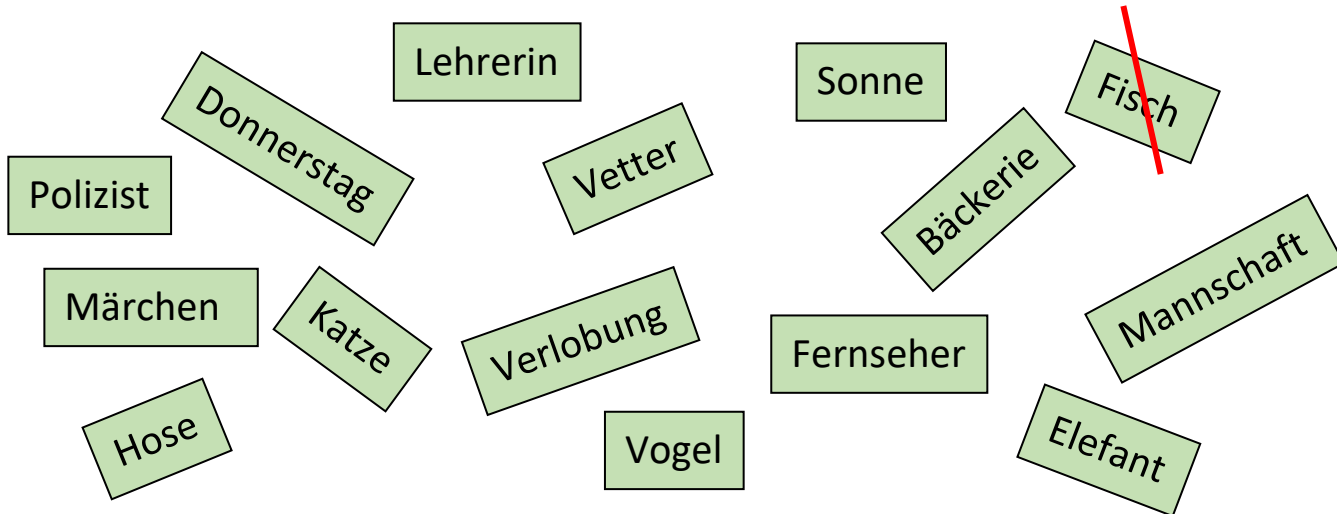 Lehrerin
Sonne
Fisch
Donnerstag
Vetter
Polizist
Bäckerie
Märchen
Katze
Verlobung
Fernseher
Mannschaft
Hose
Vogel
Elefant